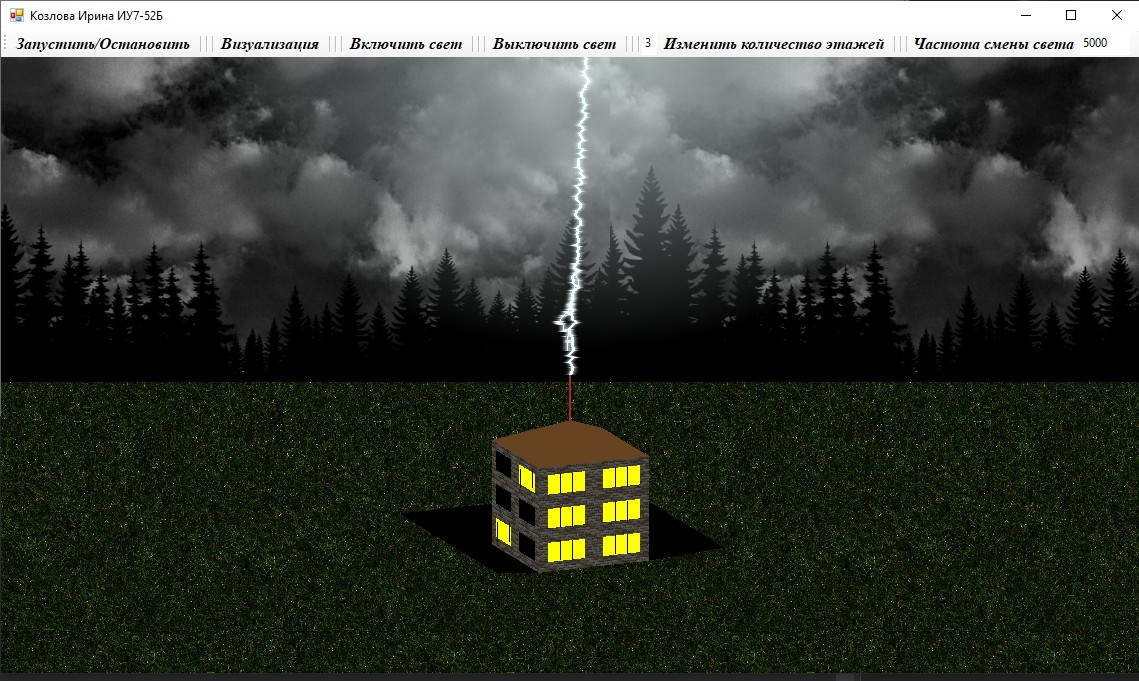 Козлова Ирина ИУ7-52Б
Запустить/Остановить Визуализация Включить свет Выключить свет 3 Изменить количество этажей Частота смены света 5000